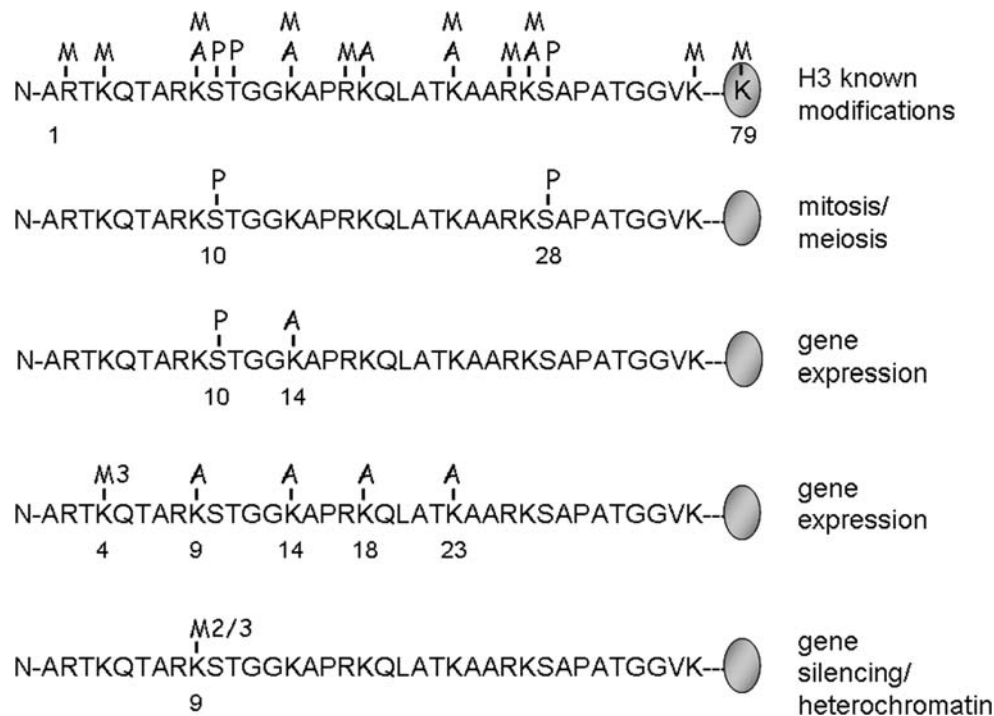 M M M M
M M A P P A M A A M A P M M
N-ARTKQTARKSTGGKAPRKQLATKAARKSAPATGGVK--- K H3 known
modifications
1 79
P P
N-ARTKQTARKSTGGKAPRKQLATKAARKSAPATGGVK--- mitosis/
meiosis
10 28
P A
N-ARTKQTARKSTGGKAPRKQLATKAARKSAPATGGVK--- gene
expression
10 14
M3 A A A A
N-ARTKQTARKSTGGKAPRKQLATKAARKSAPATGGVK--- gene
expression
4 9 14 18 23
M2/3
N-ARTKQTARKSTGGKAPRKQLATKAARKSAPATGGVK--- gene
silencing/
heterochromatin
9